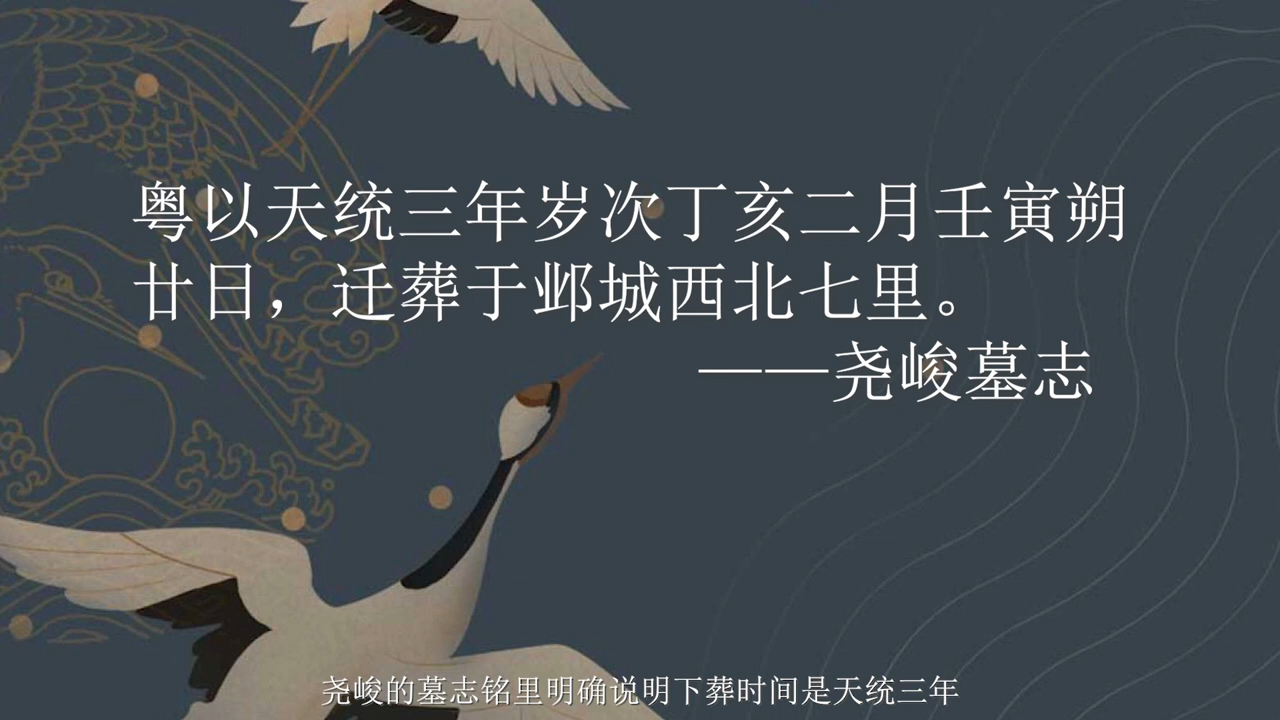 粤以天统三年岁次丁亥二月壬寅朔
廿日，迁葬于邺城西北七里。
——尧峻墓志
尧峻的墓志铭里明确说明下葬时间是天统三年